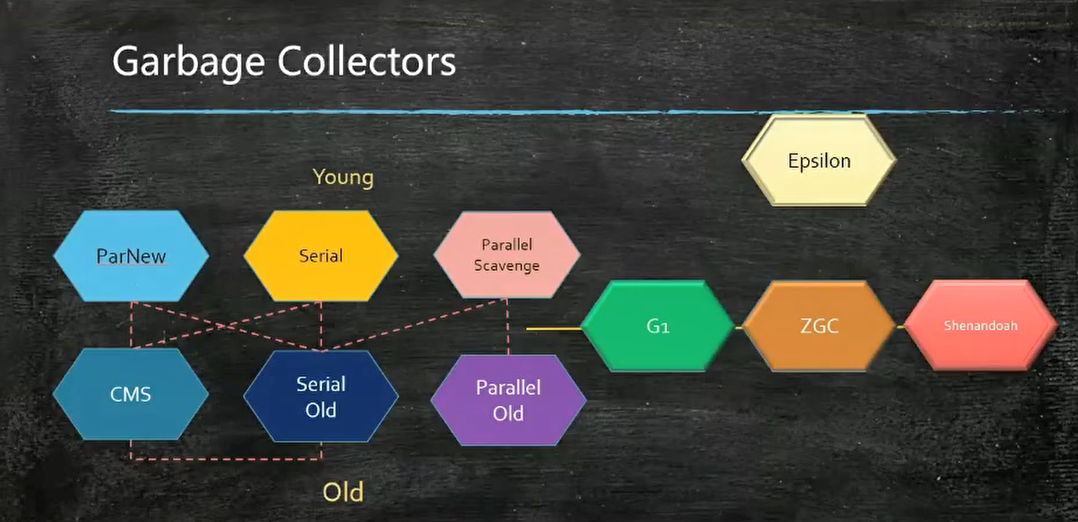 Garbage Collectors
Epsilon
Young
ParNew
Serial
Parallel
Scavenge
G1
ZGC
Shenandoah
CMS
Serial
Old
Parallel
Old
Old